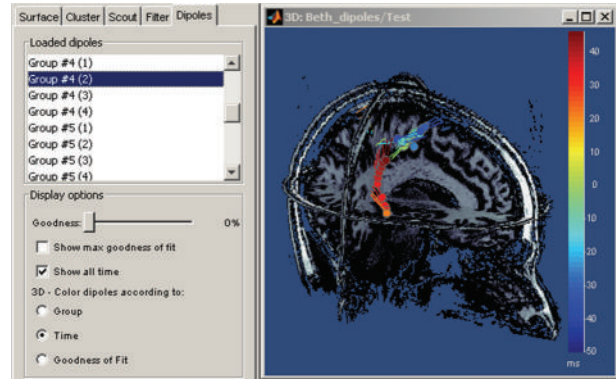 Surface Cluster Scout Filter Dipoles
Loaded dipoles
Group #4 (1)
Group #4 (2)
Group #4 (3)
Group #4 (4)
Group #5 (1)
Group #5 (2)
Group #5 (3)
Group #5 (4)
Display options
Goodness: 0%
Show max goodness of fit
Show all time
3D - Color dipoles according to:
Group
Time
Goodness of Fit
3D: Beth_dipoles/Test
40
30
20
10
0
-10
-20
-30
-40
-50
ms